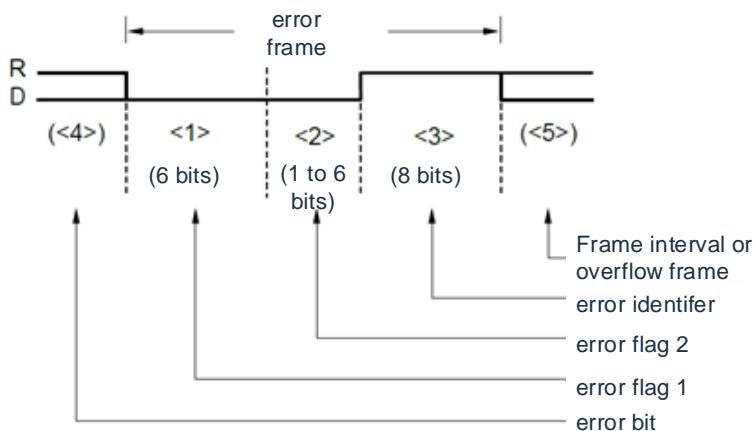 error
frame
R
D
(<4>) <1> <2> <3> (<5>)
(6 bits) (1 to 6
bits) (8 bits)
Frame interval or
overflow frame
error identifer
error flag 2
error flag 1
error bit